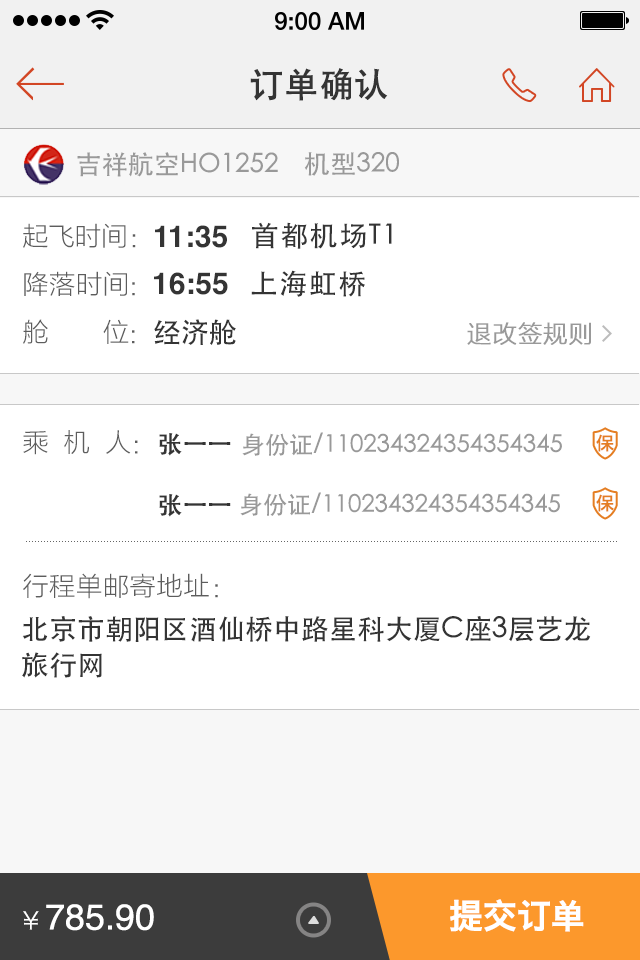 9:00 AM
订单确认
吉祥航空HO1252 机型320
起飞时间: 11:35 首都机场T1
降落时间: 16:55 上海虹桥
舱 位: 经济舱 退改签规则
乘 机 人: 张一一 身份证/110234324354354345 保
张一一 身份证/110234324354354345 保
行程单邮寄地址:
北京市朝阳区酒仙桥中路星科大厦C座3层艺龙
旅行网
¥785.90 提交订单